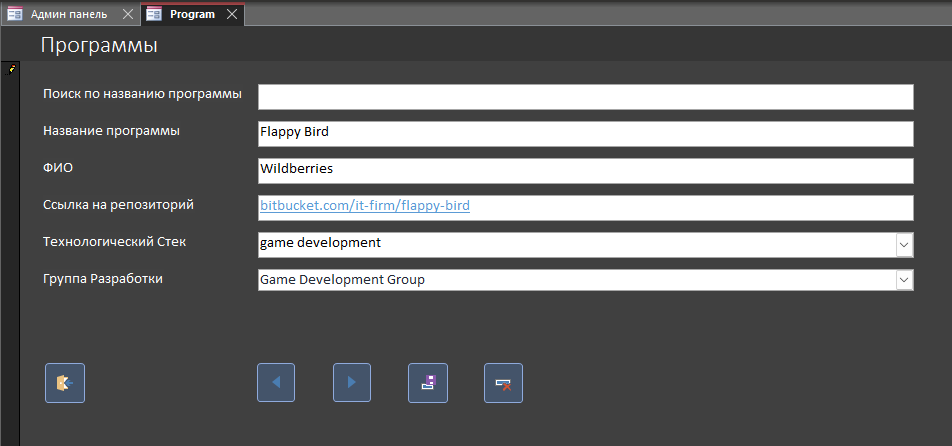 Админ панель
Program
Программы
Поиск по названию программы
Название программы Flappy Bird
ФИО Wildberries
Ссылка на репозиторий bitbucket.com/it-firm/flappy-bird
Технологический Стек game development
Группа Разработки Game Development Group